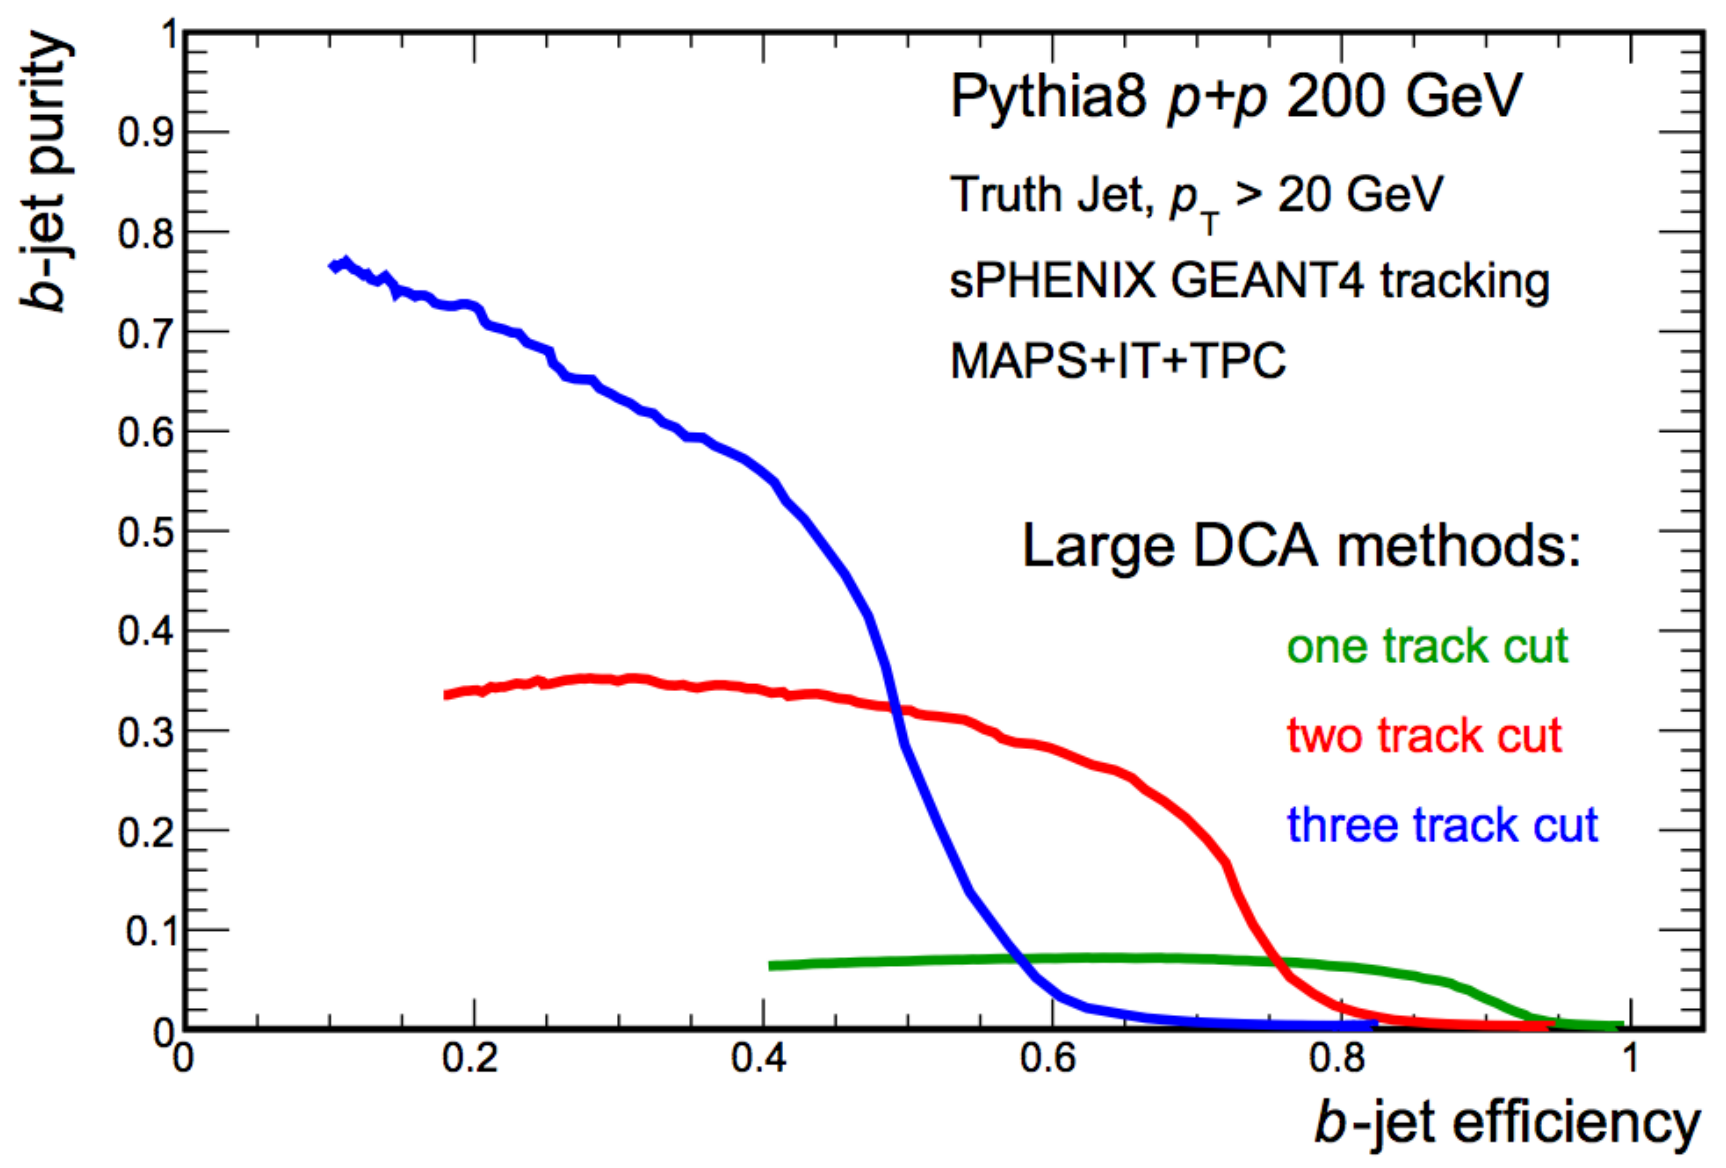 b-jet purity
1
0.9
0.8
0.7
0.6
0.5
0.4
0.3
0.2
0.1
0
Pythia8 p+p 200 GeV
Truth Jet, pT > 20 GeV
sPHENIX GEANT4 tracking
MAPS+IT+TPC
Large DCA methods:
one track cut
two track cut
three track cut
0 0.2 0.4 0.6 0.8 1
b-jet efficiency